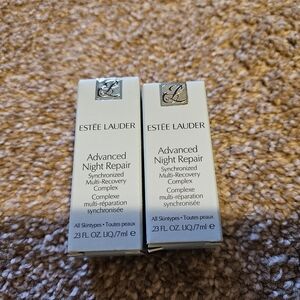 ESTĒE LAUDER
Advanced
Night Repair
Synchronized
Multi-Recovery
Complex
Complexe
multi-réparation
synchronisée
All Skintypes • Toutes peaux
.23 FL. OZ. LIQ./7ml ℮
ESTĒE LAUDER
Advanced
Night Repair
Synchronized
Multi-Recovery
Complex
Complexe
multi-réparation
synchronisée
All Skintypes • Toutes peaux
.23 FL. OZ. LIQ./7ml ℮